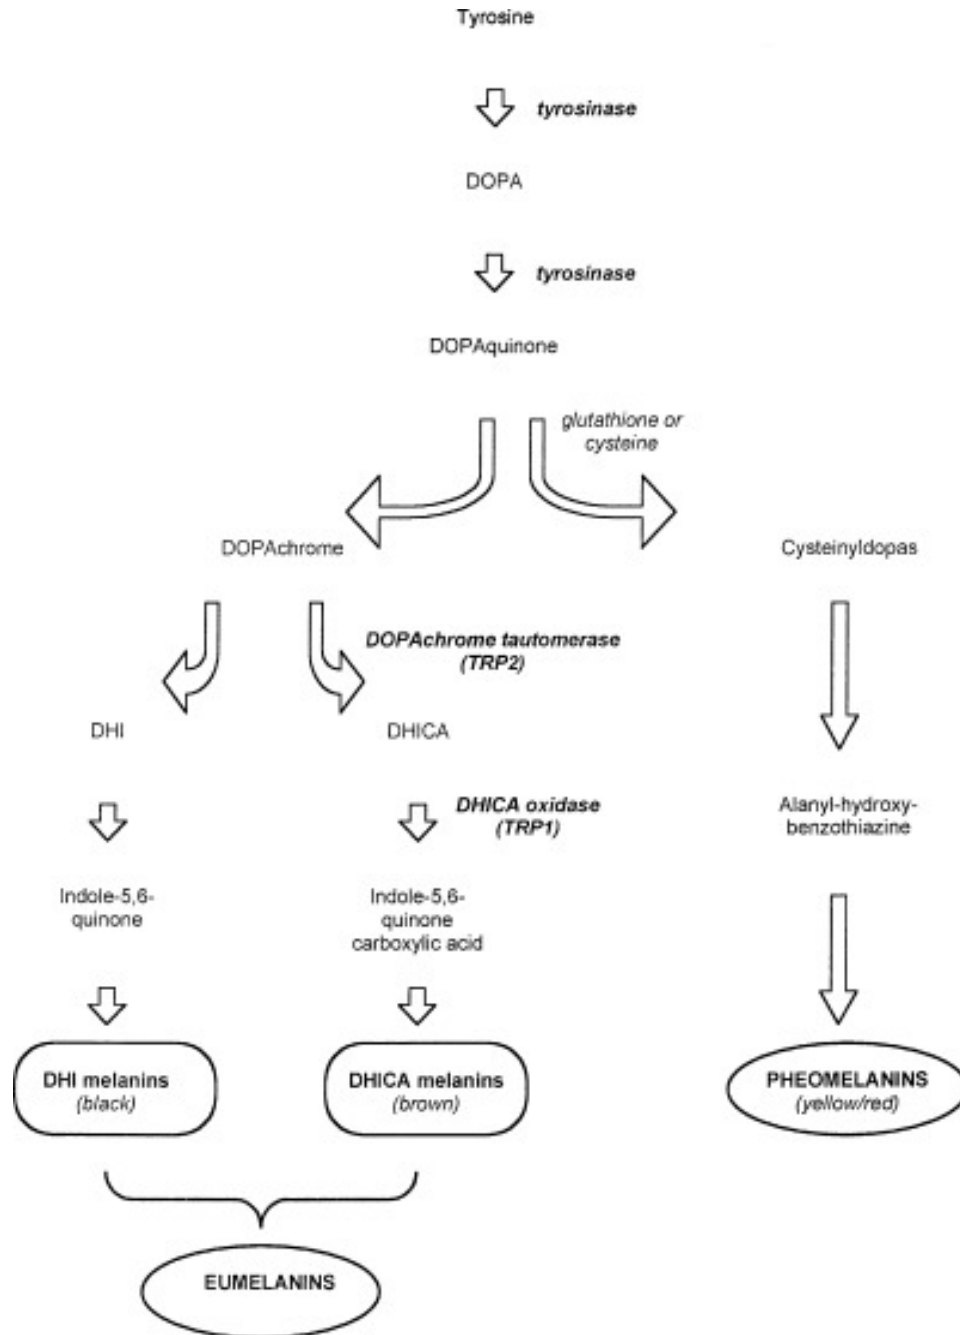 Tyrosine
tyrosinase
DOPA
tyrosinase
DOPAquinone
glutathione or
cysteine
DOPAchrome
Cysteinyldopas
DOPAchrome tautomerase
(TRP2)
DHI
DHICA
DHICA oxidase
(TRP1)
Alanyl-hydroxy-
benzothiazine
Indole-5,6-
quinone
Indole-5,6-
quinone
carboxylic acid
DHI melanins
(black)
DHICA melanins
(brown)
PHEOMELANINS
(yellow/red)
EUMELANINS